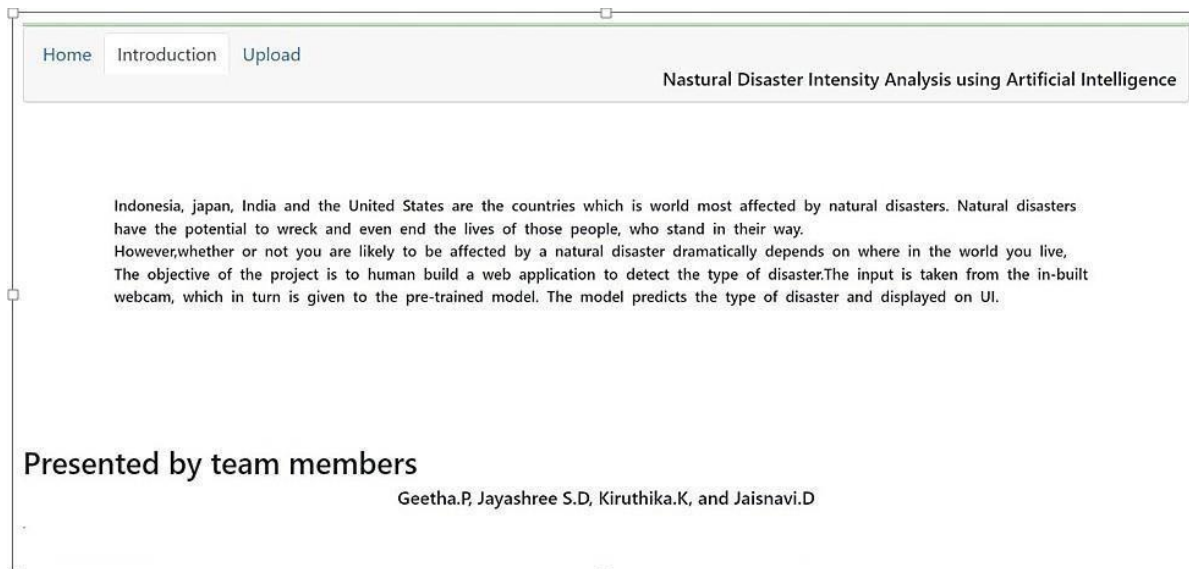 Home Introduction Upload
Nastural Disaster Intensity Analysis using Artificial Intelligence
Indonesia, japan, India and the United States are the countries which is world most affected by natural disasters. Natural disasters
have the potential to wreck and even end the lives of those people, who stand in their way.
However,whether or not you are likely to be affected by a natural disaster dramatically depends on where in the world you live,
The objective of the project is to human build a web application to detect the type of disaster.The input is taken from the in-built
webcam, which in turn is given to the pre-trained model. The model predicts the type of disaster and displayed on UI.
Presented by team members
Geetha.P, Jayashree S.D, Kiruthika.K, and Jaisnavi.D
.